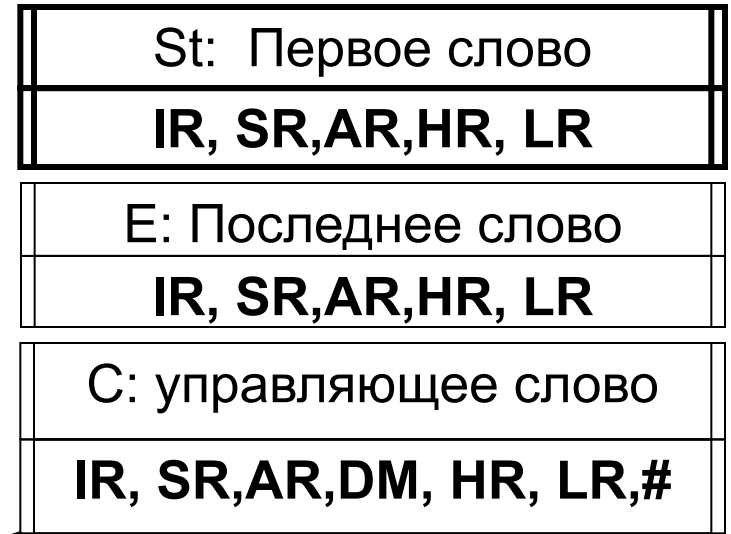 St: Первое слово
IR, SR,AR,HR, LR
E: Последнее слово
IR, SR,AR,HR, LR
C: управляющее слово
IR, SR,AR,DM, HR, LR,#